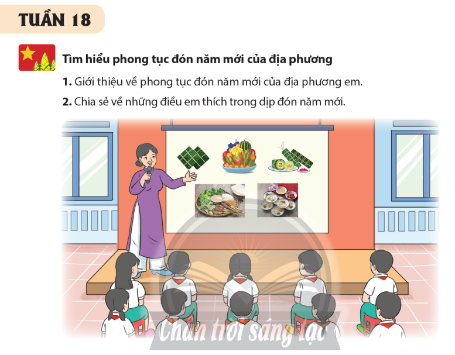 TUẦN 18
Tìm hiểu phong tục đón năm mới của địa phương
1. Giới thiệu về phong tục đón năm mới của địa phương em.
2. Chia sẻ về những điều em thích trong dịp đón năm mới.
Chân trời sáng tạo